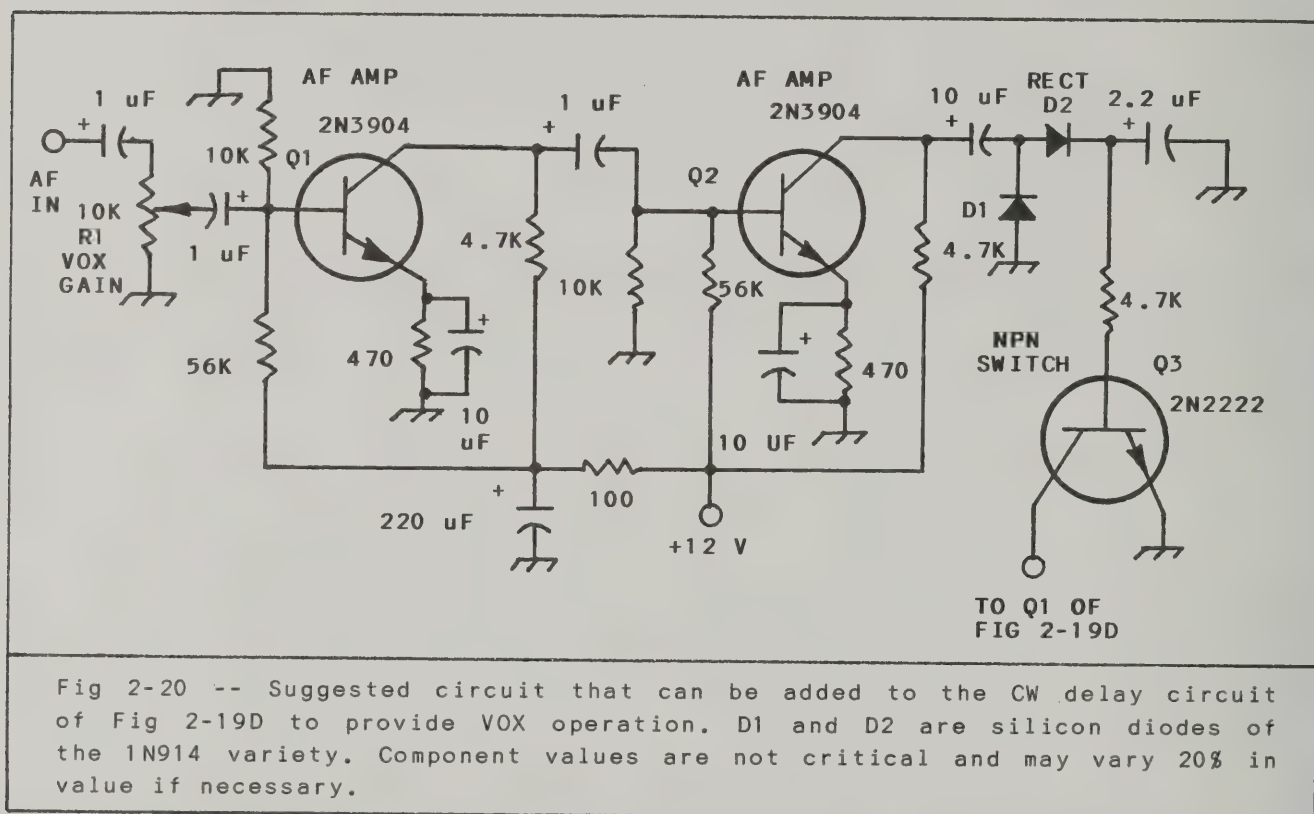 AF AMP
2N3904
1 uF
+
AF
IN
10K
R1
VOX
GAIN
10K
Q1
+
1 uF
56K
470
+
10
uF
4.7K
1 uF
+
10K
220 uF
+
100
+12 V
AF AMP
2N3904
Q2
56K
+
470
10 UF
10 uF
+
RECT
D2
2.2 uF
+
D1
4.7K
4.7K
NPN
SWITCH
Q3
2N2222
TO Q1 OF
FIG 2-19D
Fig 2-20 -- Suggested circuit that can be added to the CW delay circuit
of Fig 2-19D to provide VOX operation. D1 and D2 are silicon diodes of
the 1N914 variety. Component values are not critical and may vary 20% in
value if necessary.